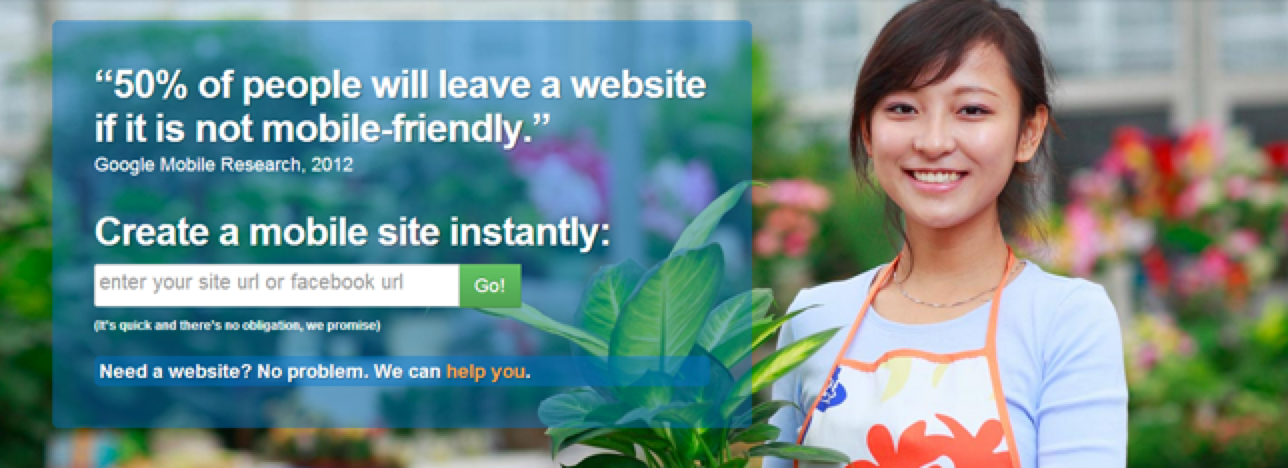 “50% of people will leave a website
if it is not mobile-friendly.”
Google Mobile Research, 2012
Create a mobile site instantly:
enter your site url or facebook url
Go!
(It's quick and there's no obligation, we promise)
Need a website? No problem. We can help you.